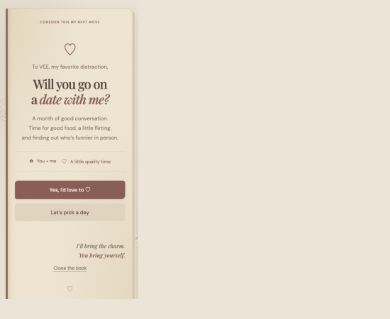 CONSIDER THIS MY NEXT MOVE
To VEE, my favorite distraction,
Will you go on
a date with me?
A month of good conversation.
Time for good food, a little flirting,
and finding out who's funnier in person.
You + me A little quality time
Yes, I'd love to ♡
Let's pick a day
I'll bring the charm.
You bring yourself.
Close the book